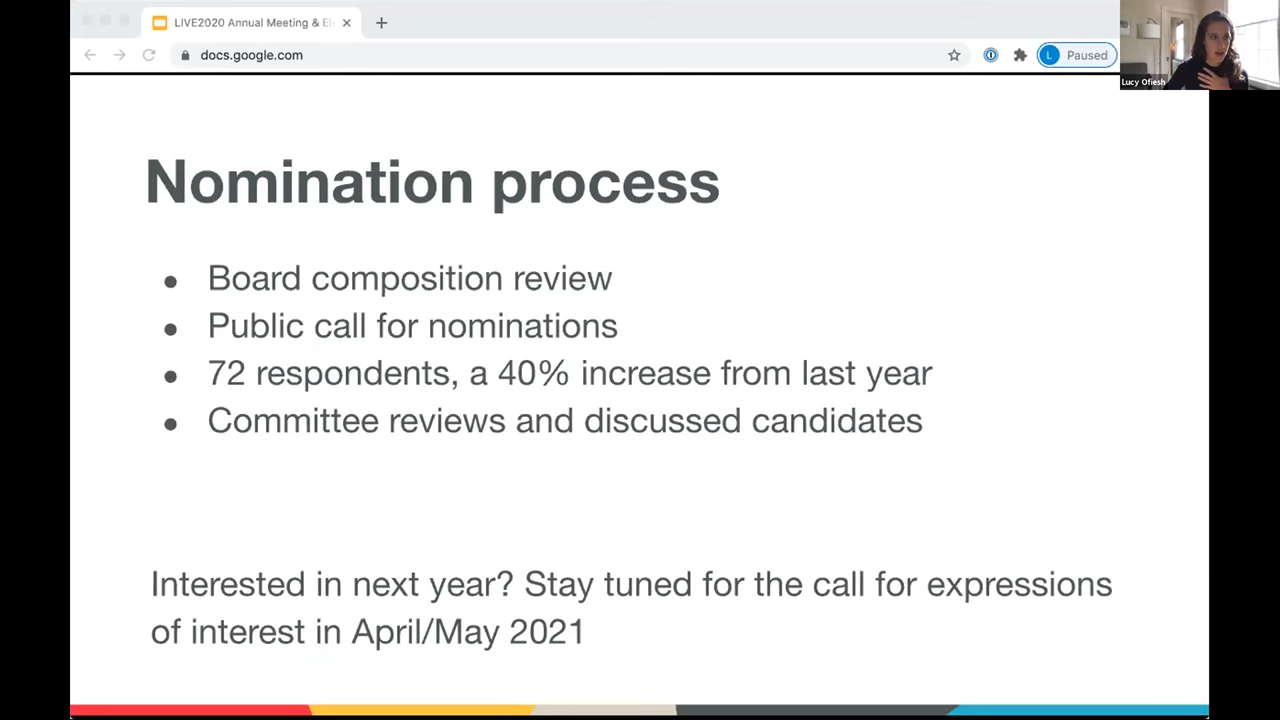 LIVE2020 Annual Meeting & El
docs.google.com
L Paused
Lucy Ofiesh
Nomination process
● Board composition review
● Public call for nominations
● 72 respondents, a 40% increase from last year
● Committee reviews and discussed candidates
Interested in next year? Stay tuned for the call for expressions
of interest in April/May 2021